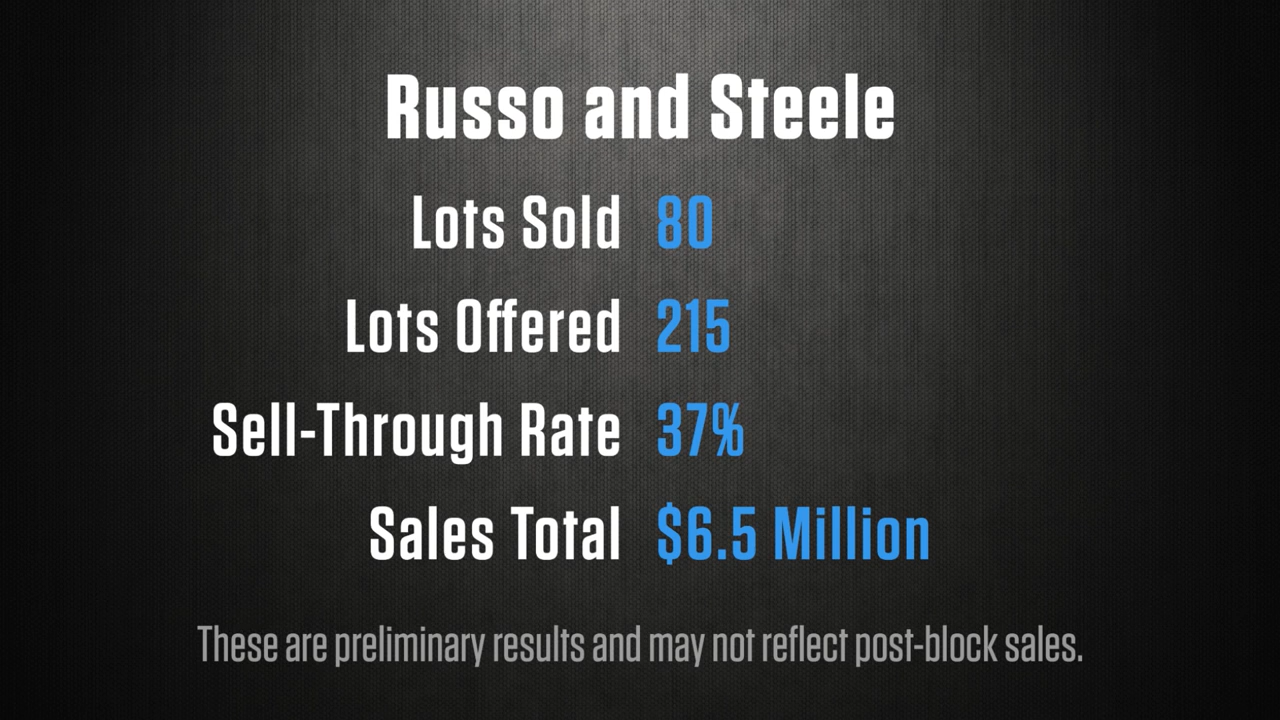 Russo and Steele
Lots Sold 80
Lots Offered 215
Sell-Through Rate 37%
Sales Total $6.5 Million
These are preliminary results and may not reflect post-block sales.